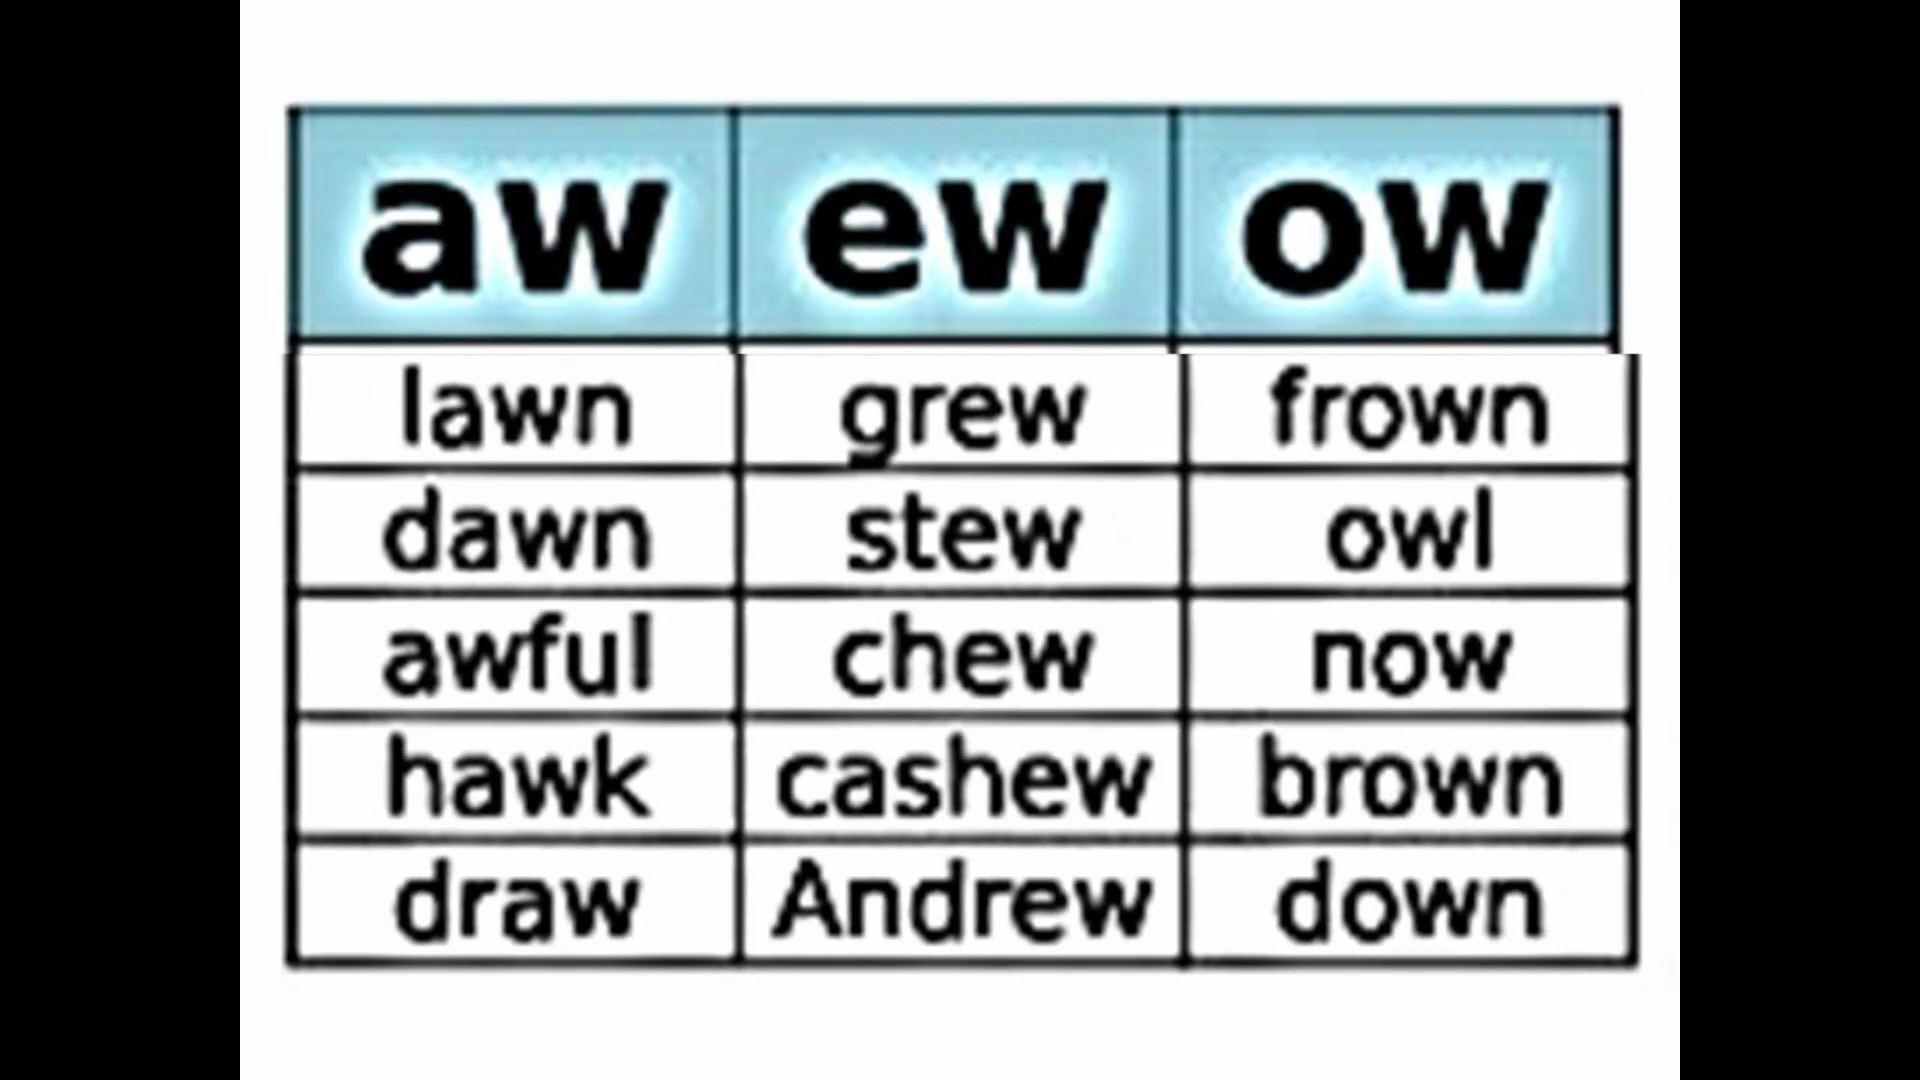 aw ew ow
lawn grew frown
dawn stew owl
awful chew now
hawk cashew brown
draw Andrew down